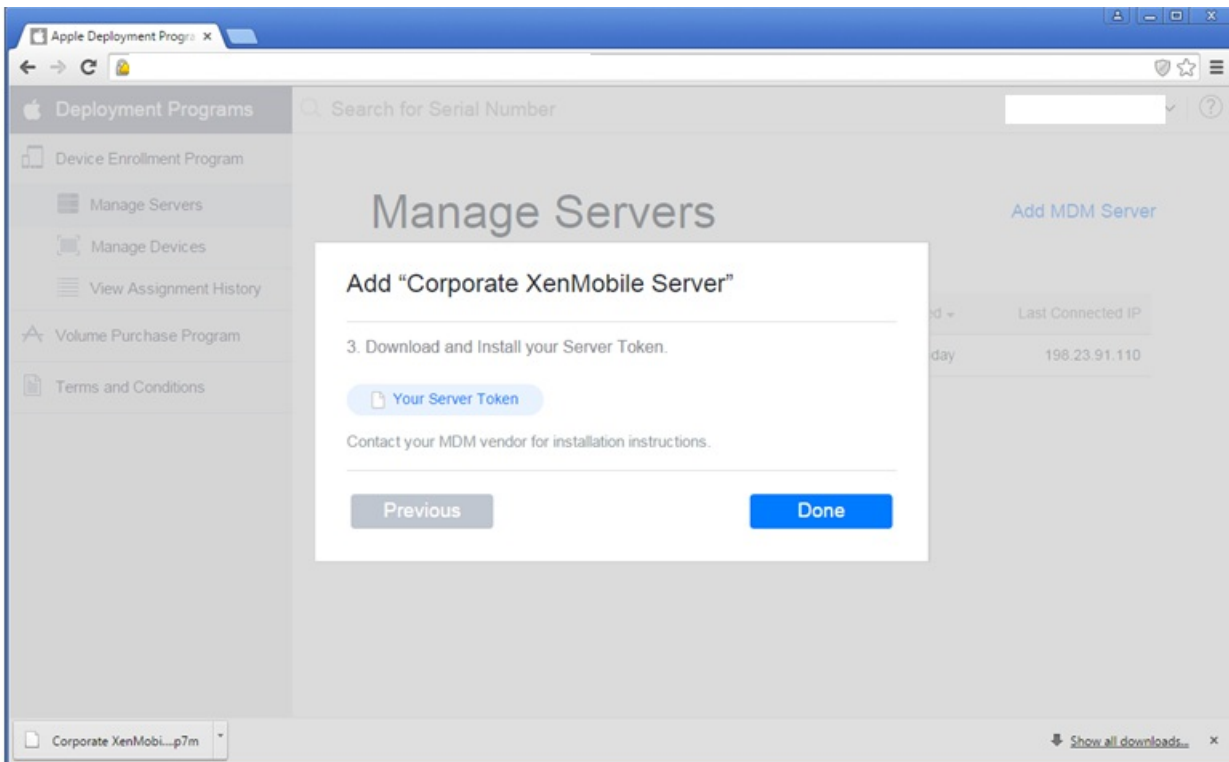 Apple Deployment Progra
Deployment Programs
Search for Serial Number
Device Enrollment Program
Manage Servers
Manage Devices
View Assignment History
Volume Purchase Program
Terms and Conditions
Manage Servers
Add MDM Server
Add “Corporate XenMobile Server”
3. Download and Install your Server Token.
Your Server Token
Contact your MDM vendor for installation instructions.
Previous
Done
Last Connected IP
day
198.23.91.110
Corporate XenMobi....p7m
Show all downloads...